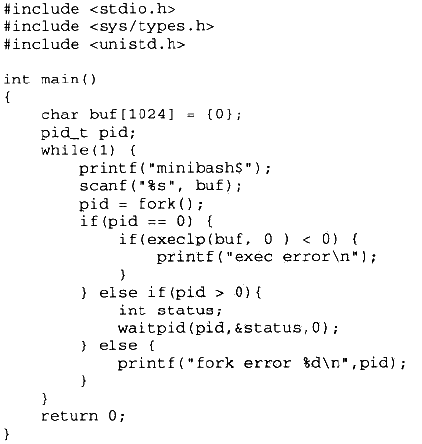 #include <stdio.h>
#include <sys/types.h>
#include <unistd.h>

int main()
{
    char buf[1024] = {0};
    pid_t pid;
    while(1) {
        printf("minibash$");
        scanf("%s", buf);
        pid = fork();
        if(pid == 0) {
            if(execlp(buf, 0 ) < 0) {
                printf("exec error\n");
            }
        } else if(pid > 0){
            int status;
            waitpid(pid,&status,0);
        } else {
            printf("fork error %d\n",pid);
        }
    }
    return 0;
}